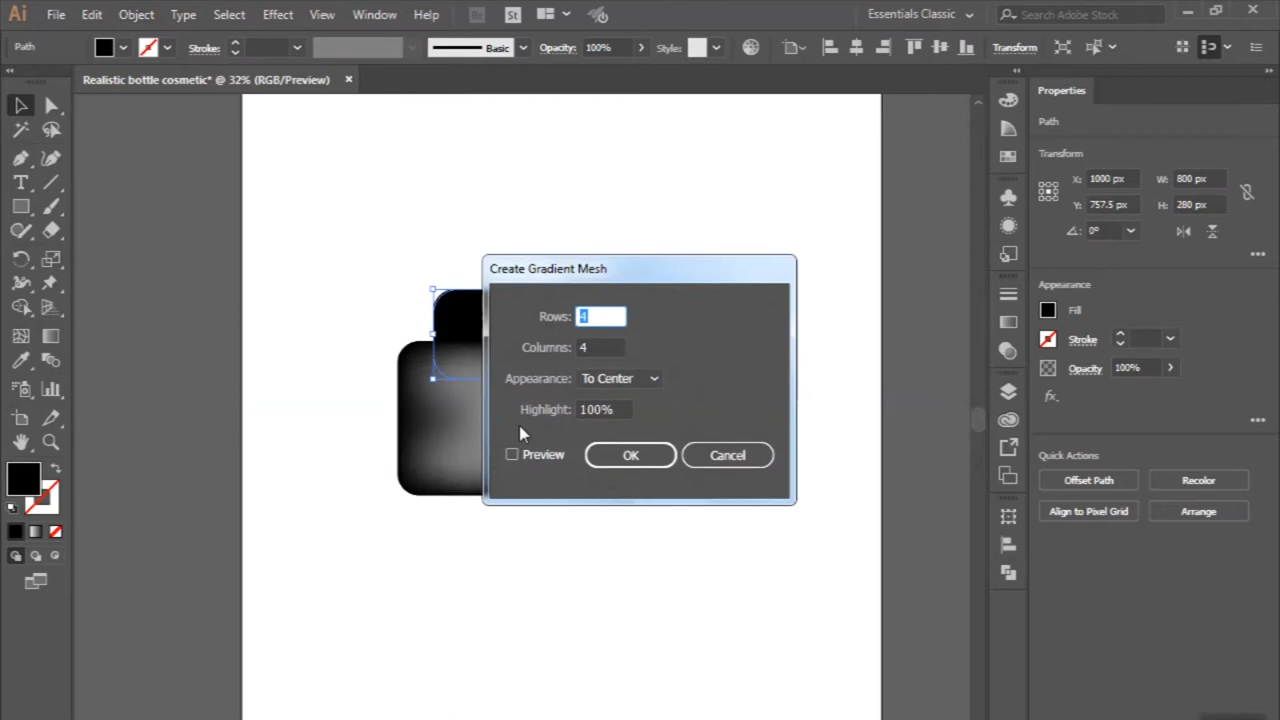 Ai File Edit Object Type Select Effect View Window Help Br St Essentials Classic Search Adobe Stock
Path Stroke: Basic Opacity: 100% Style: Transform
Realistic bottle cosmetic* @ 32% (RGB/Preview)
Properties
Path
Transform
X: 1000 px W: 800 px
Y: 757.5 px H: 280 px
0°
Appearance
Fill
Stroke
Opacity 100%
fx
Quick Actions
Offset Path Recolor
Align to Pixel Grid Arrange
Create Gradient Mesh
Rows: 4
Columns: 4
Appearance: To Center
Highlight: 100%
Preview OK Cancel